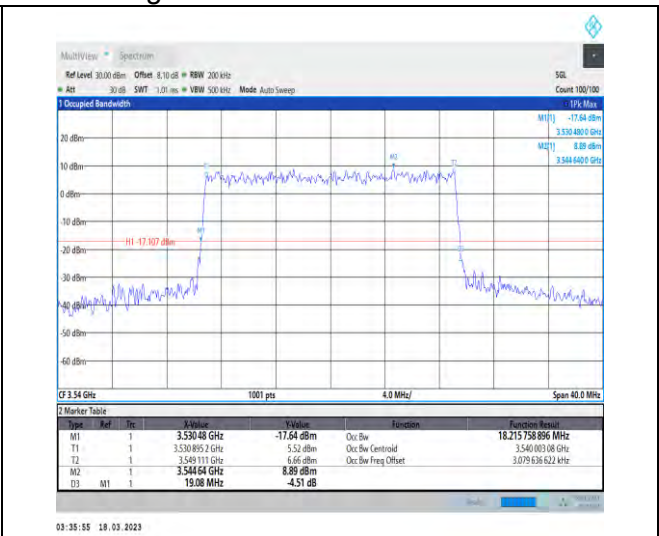 MultiView Spectrum
Ref Level 30.00 dBm Offset 8.10 dB RBW 200 kHz SGL
Att 30 dB SWT 1.01 ms VBW 500 kHz Mode Auto Sweep Count 100/100
1 Occupied Bandwidth 1Pk Max
M1[1] -17.64 dBm
3.530 480 0 GHz
20 dBm
M2[1] 8.89 dBm
3.544 640 0 GHz
10 dBm
M2
T2
0 dBm
-10 dBm
M1
H1 -17.107 dBm
-20 dBm
-30 dBm
-40 dBm
-50 dBm
-60 dBm
CF 3.54 GHz 1001 pts 4.0 MHz/ Span 40.0 MHz
2 Marker Table
Type Ref Trc X-Value Y-Value Function Function Result
M1 1 3.530 48 GHz -17.64 dBm Occ Bw 18.215 758 896 MHz
T1 1 3.530 895 2 GHz 5.52 dBm Occ Bw Centroid 3.540 003 08 GHz
T2 1 3.549 111 GHz 6.66 dBm Occ Bw Freq Offset 3.079 636 622 kHz
M2 1 3.544 64 GHz 8.89 dBm
D3 M1 1 19.08 MHz -4.51 dB
03:35:55 18.03.2023